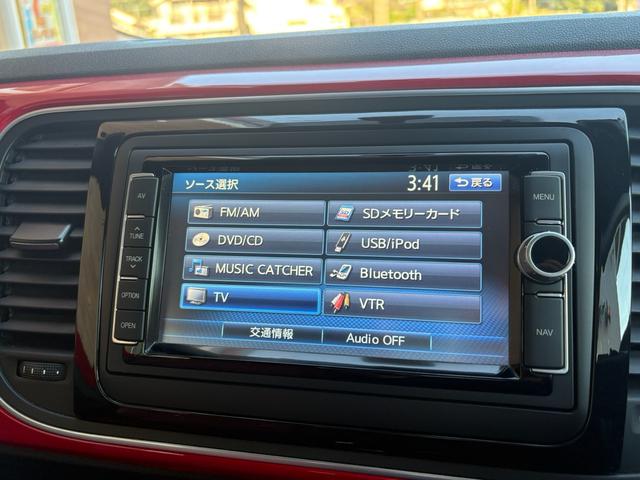 ソース選択
3:41
戻る
FM/AM
SDメモリーカード
DVD/CD
USB/iPod
MUSIC CATCHER
Bluetooth
TV
VTR
交通情報
Audio OFF
AV
TUNE
TRACK
OPTION
OPEN
MENU
NAV